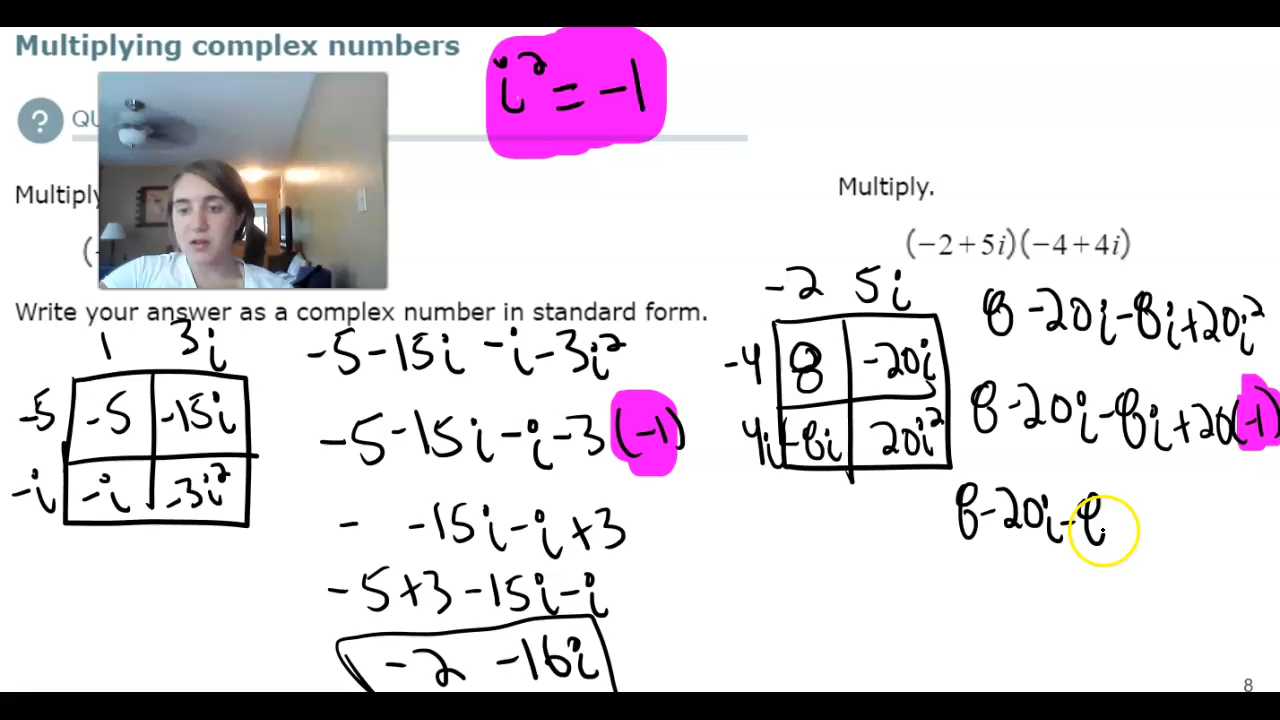 Multiplying complex numbers
i² = -1
? QU
Multiply
(-
Write your answer as a complex number in standard form.
1 3i
-5 -5 -15i
-i -i -3i²
-5 -15i -i -3i²
-5 -15i -i -3 (-1)
- -15i -i +3
-5+3 -15i -i
-2 -16i
Multiply.
(−2+5i)(−4+4i)
-2 5i
-4 8 -20i
4i -8i 20i²
8 -20i -8i +20i²
8 -20i -8i +20(-1)
8 -20i -8i
8